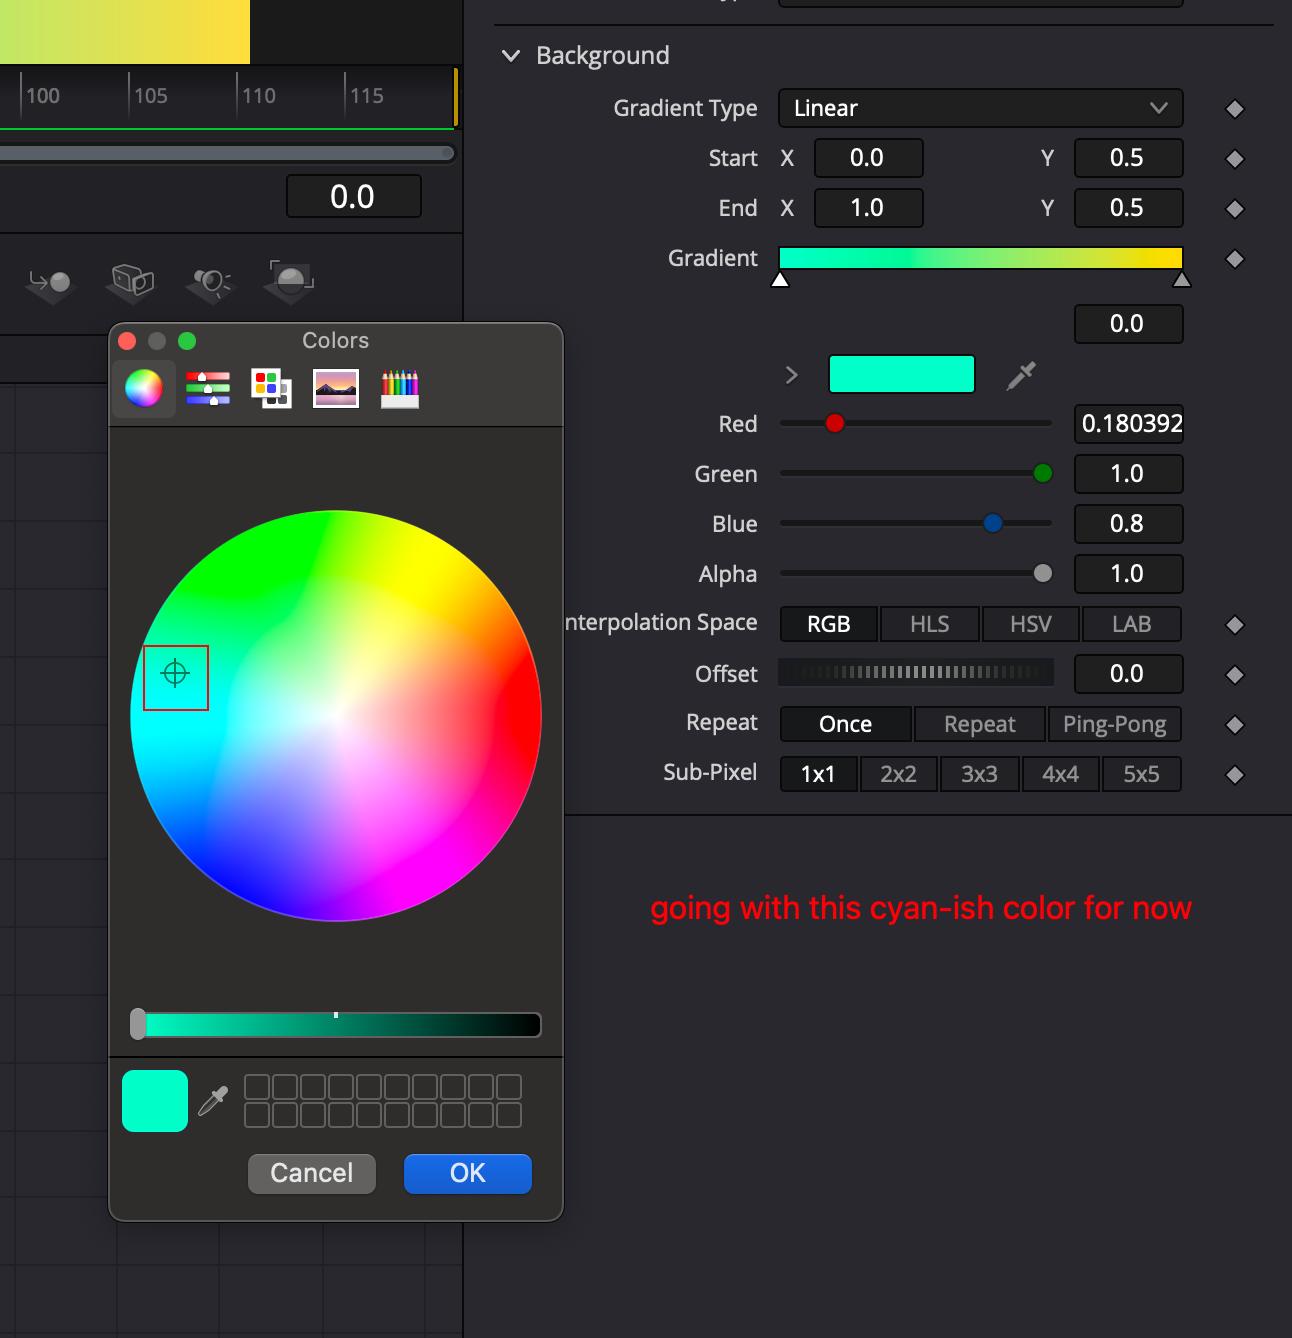 Background
100 105 110 115
Gradient Type Linear
Start X 0.0 Y 0.5
0.0
End X 1.0 Y 0.5
Gradient
0.0
Colors
Red 0.180392
Green 1.0
Blue 0.8
Alpha 1.0
nterpolation Space RGB HLS HSV LAB
Offset 0.0
Repeat Once Repeat Ping-Pong
Sub-Pixel 1x1 2x2 3x3 4x4 5x5
going with this cyan-ish color for now
Cancel OK